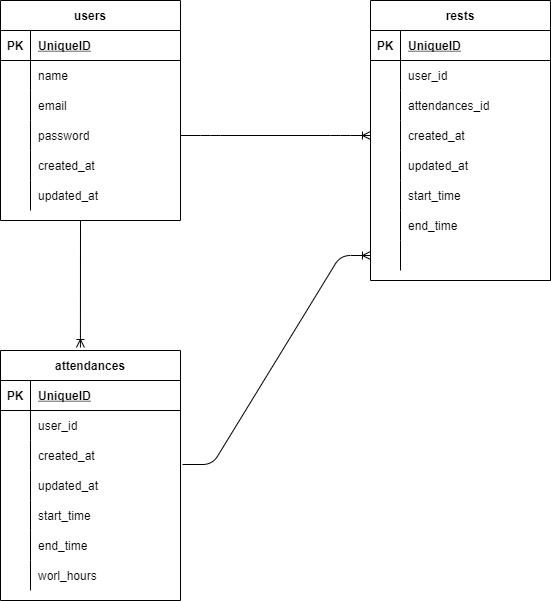 users
PK UniqueID
name
email
password
created_at
updated_at
rests
PK UniqueID
user_id
attendances_id
created_at
updated_at
start_time
end_time
attendances
PK UniqueID
user_id
created_at
updated_at
start_time
end_time
worl_hours